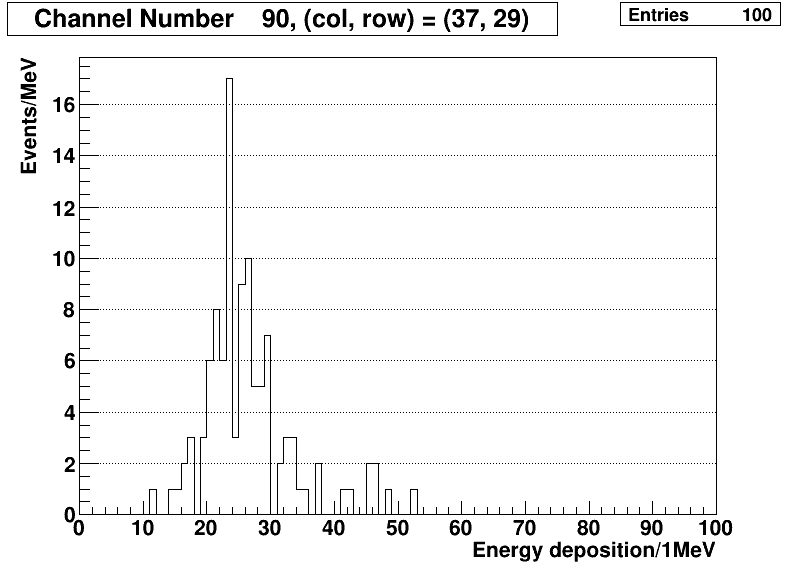 Channel Number 90, (col, row) = (37, 29)
Entries 100
Events/MeV
16
14
12
10
8
6
4
2
0
0 10 20 30 40 50 60 70 80 90 100
Energy deposition/1MeV